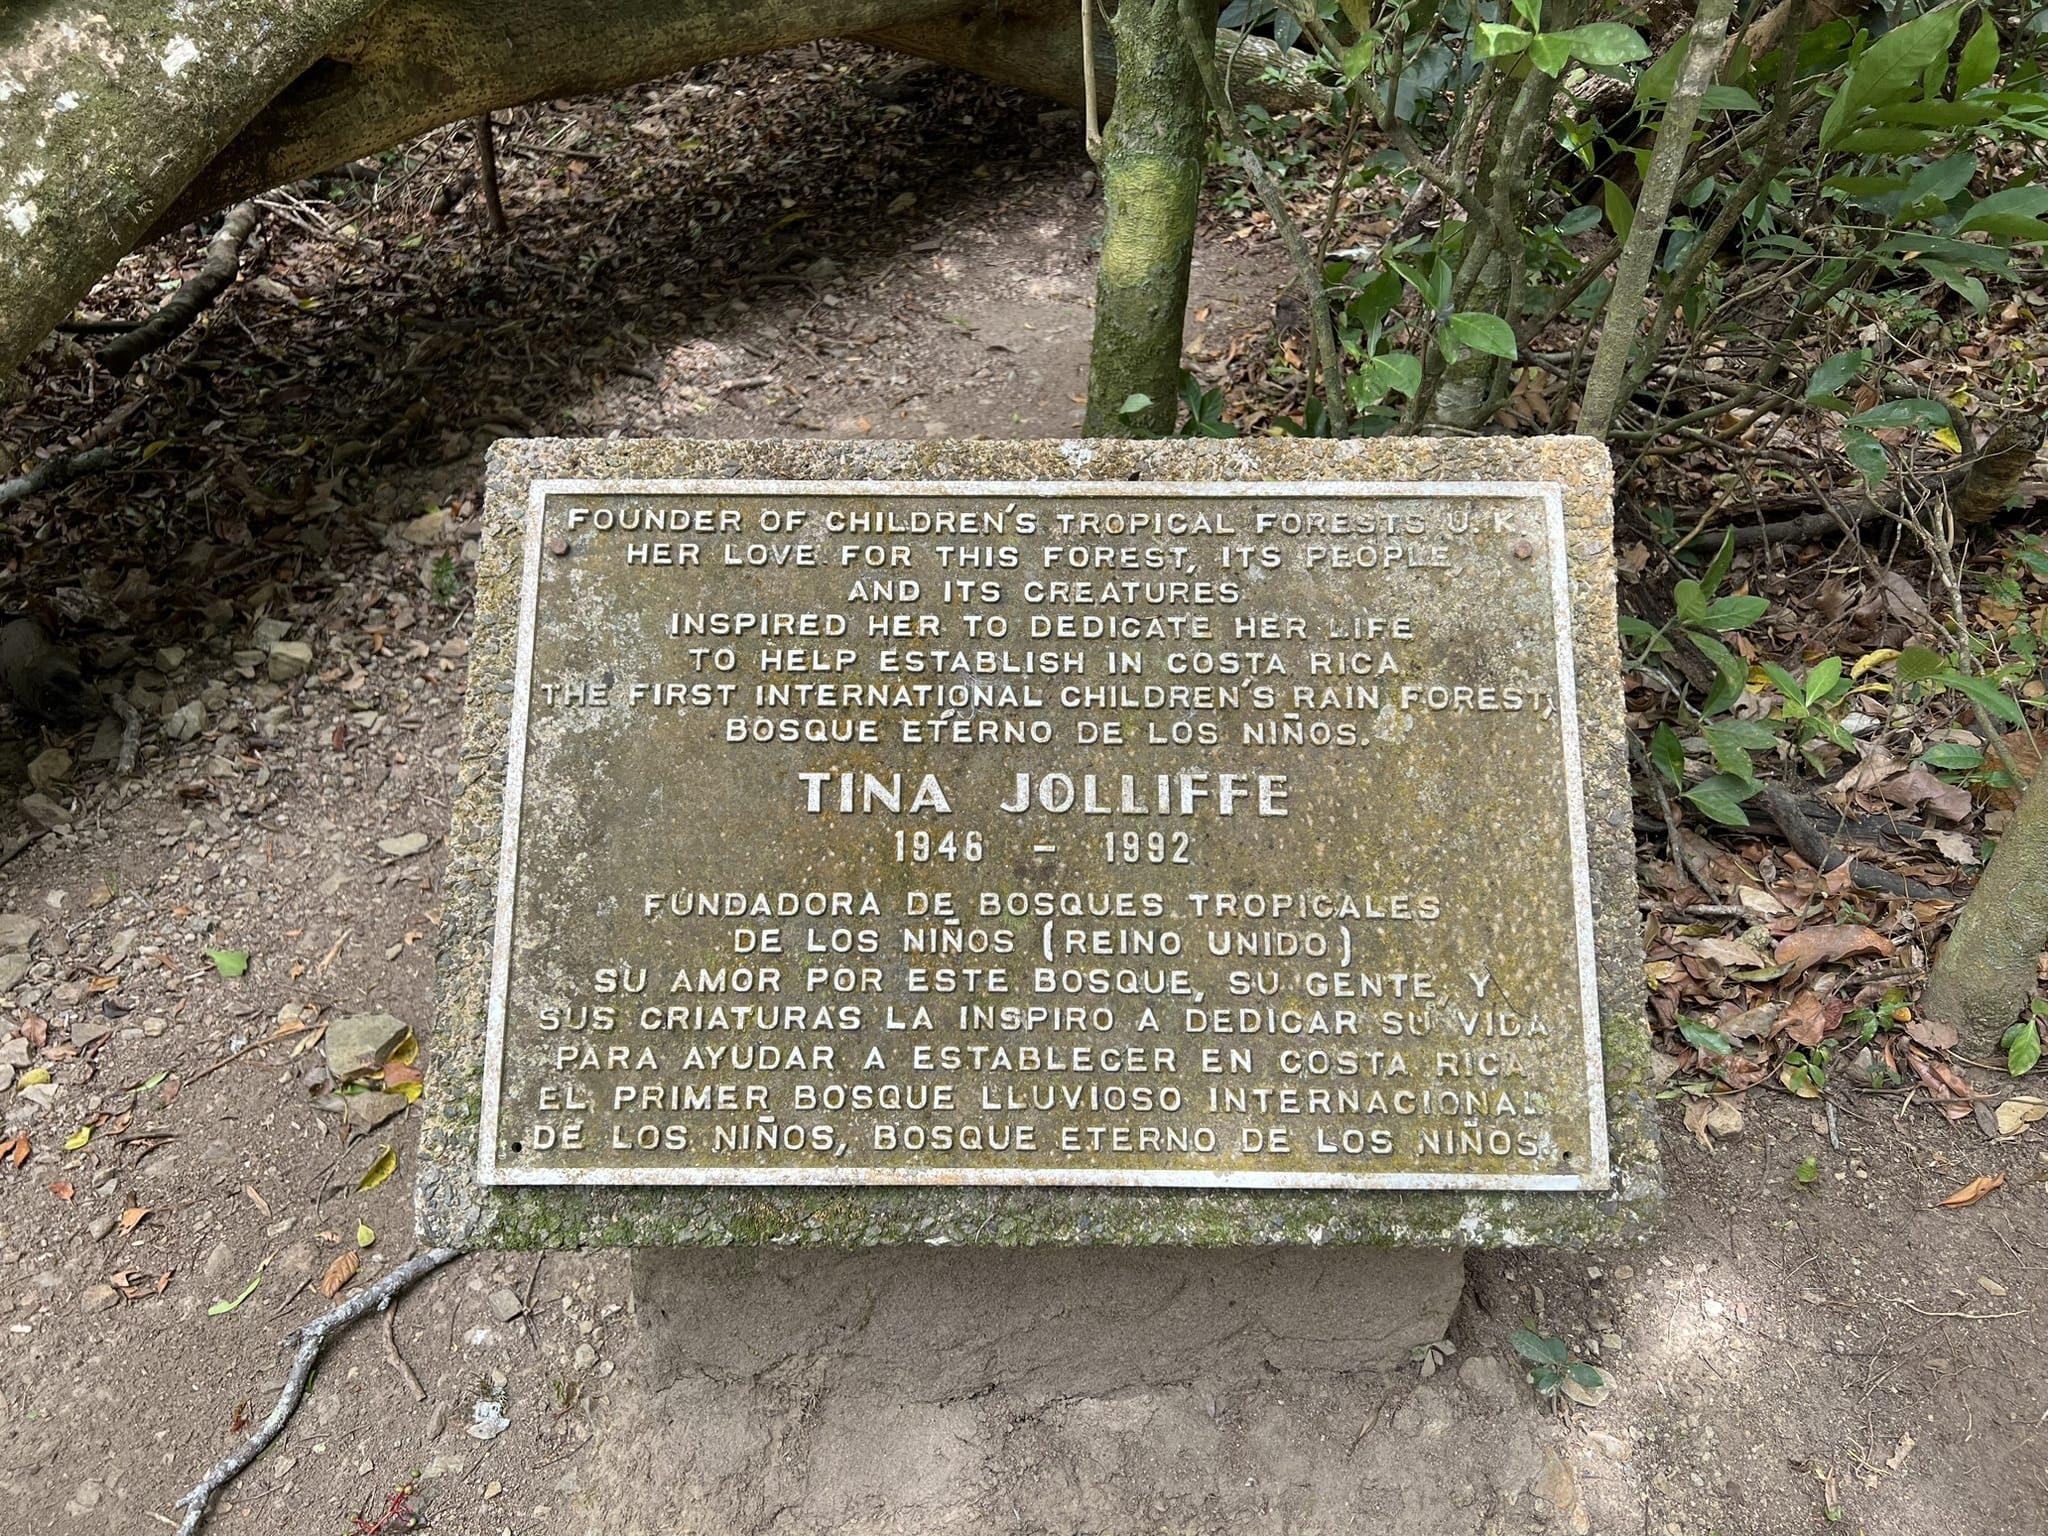 FOUNDER OF CHILDREN'S TROPICAL FORESTS U.K.
HER LOVE FOR THIS FOREST, ITS PEOPLE,
AND ITS CREATURES
INSPIRED HER TO DEDICATE HER LIFE
TO HELP ESTABLISH IN COSTA RICA
THE FIRST INTERNATIONAL CHILDREN'S RAIN FOREST,
BOSQUE ETERNO DE LOS NIÑOS.
TINA JOLLIFFE
1946 - 1992
FUNDADORA DE BOSQUES TROPICALES
DE LOS NIÑOS (REINO UNIDO)
SU AMOR POR ESTE BOSQUE, SU GENTE, Y
SUS CRIATURAS LA INSPIRO A DEDICAR SU VIDA
PARA AYUDAR A ESTABLECER EN COSTA RICA
EL PRIMER BOSQUE LLUVIOSO INTERNACIONAL
DE LOS NIÑOS, BOSQUE ETERNO DE LOS NIÑOS.